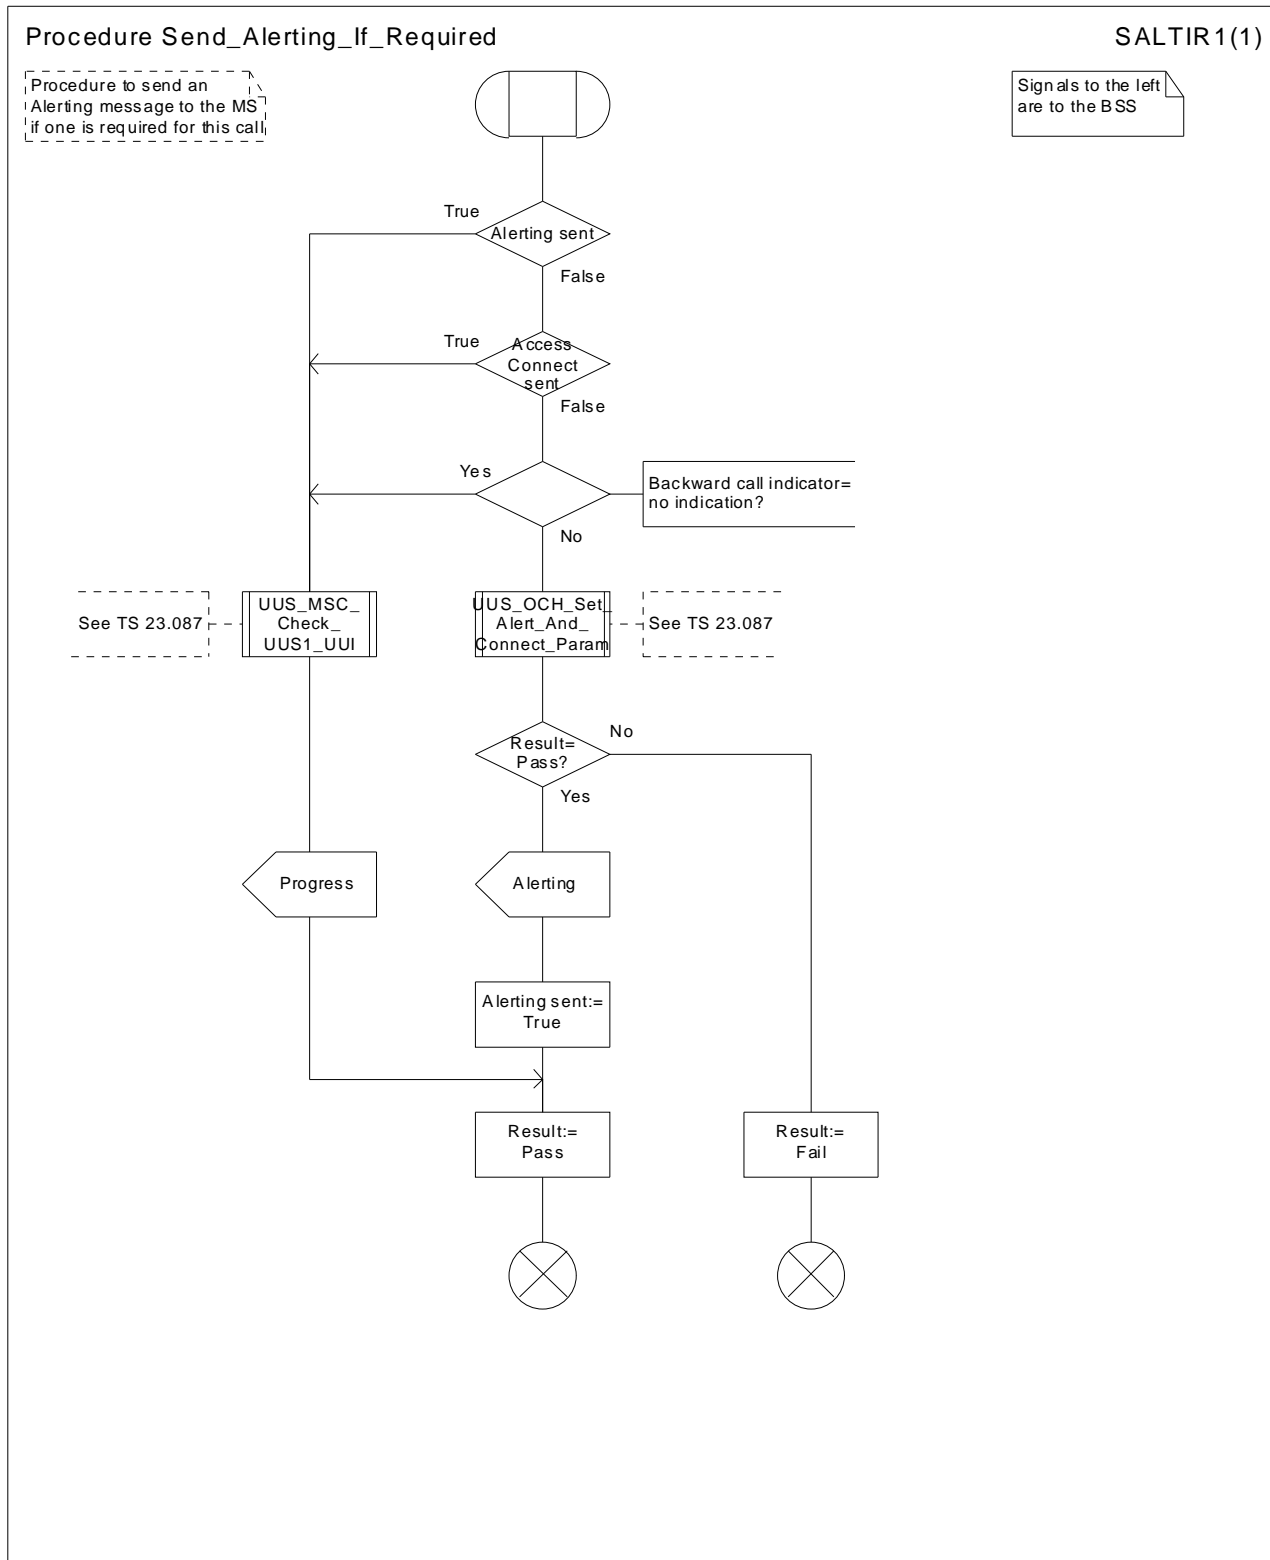 Procedure Send_Alerting_If_Required
SALTIR1(1)
Procedure to send an
Alerting message to the MS
if one is required for this call
Signals to the left
are to the BSS
True
Alerting sent
False
True
Access
Connect
sent
False
Yes
Backward call indicator=
no indication?
No
See TS 23.087
UUS_MSC_
Check_
UUS1_UUI
UUS_OCH_Set_
Alert_And_
Connect_Param
See TS 23.087
Result=
Pass?
No
Yes
Progress
Alerting
Alerting sent:=
True
Result:=
Pass
Result:=
Fail